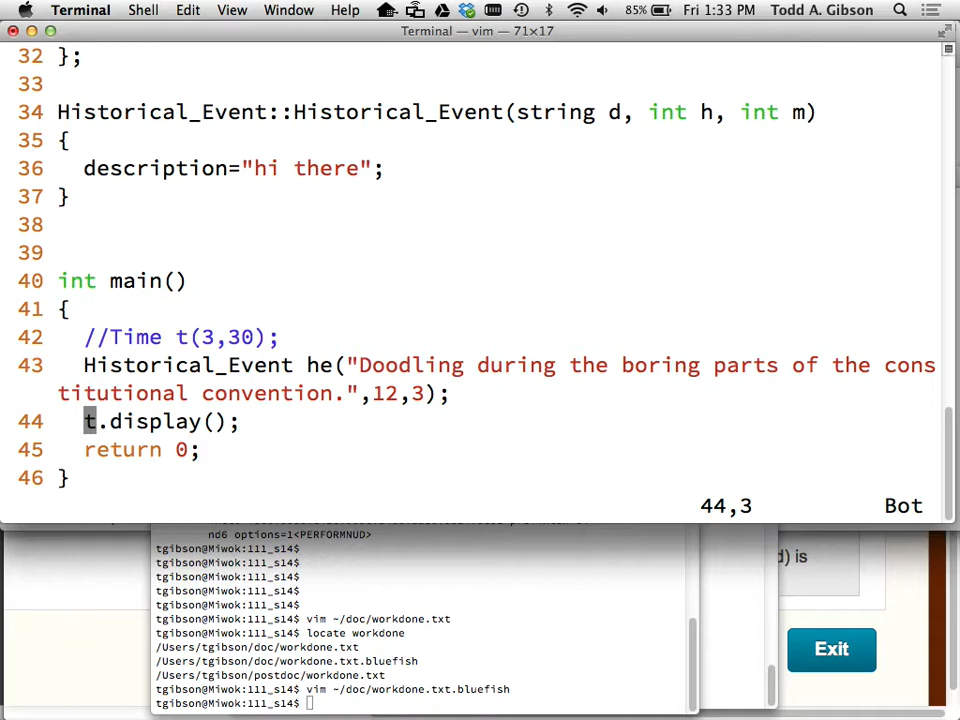 Terminal Shell Edit View Window Help 85% Fri 1:33 PM Todd A. Gibson
Terminal — vim — 71×17
32 };
33
34 Historical_Event::Historical_Event(string d, int h, int m)
35 {
36   description="hi there";
37 }
38
39
40 int main()
41 {
42   //Time t(3,30);
43   Historical_Event he("Doodling during the boring parts of the cons
titutional convention.",12,3);
44   t.display();
45   return 0;
46 }
44,3 Bot
nd6 options=1<PERFORMNUD>
tgibson@Miwok:111_s14$
tgibson@Miwok:111_s14$
tgibson@Miwok:111_s14$
tgibson@Miwok:111_s14$
tgibson@Miwok:111_s14$
tgibson@Miwok:111_s14$ vim ~/doc/workdone.txt
tgibson@Miwok:111_s14$ locate workdone
/Users/tgibson/doc/workdone.txt
/Users/tgibson/doc/workdone.txt.bluefish
/Users/tgibson/postdoc/workdone.txt
tgibson@Miwok:111_s14$ vim ~/doc/workdone.txt.bluefish
tgibson@Miwok:111_s14$
d) is
Exit